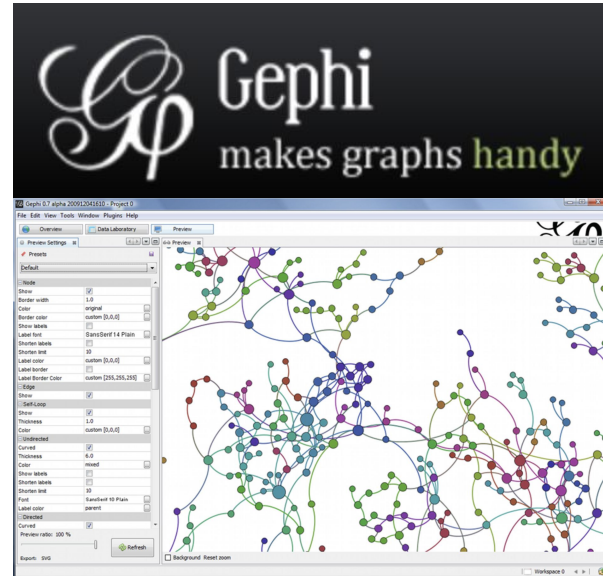 Gephi
makes graphs handy
Gephi 0.7 alpha 200912041610 - Project 0
File Edit View Tools Window Plugins Help
Overview Data Laboratory Preview
Preview Settings Preview
Presets
Default
Node
Show
Border width 1.0
Color original
Border color custom [0,0,0]
Show labels
Label font SansSerif 14 Plain
Shorten labels
Shorten limit 10
Label color custom [0,0,0]
Label border
Label Border Color custom [255,255,255]
Edge
Show
Self-Loop
Show
Thickness 1.0
Color custom [0,0,0]
Undirected
Curved
Thickness 6.0
Color mixed
Show labels
Shorten labels
Shorten limit 10
Font SansSerif 10 Plain
Label color parent
Directed
Curved
Preview ratio: 100 %
Refresh
Export: SVG
Background Reset zoom
Workspace 0